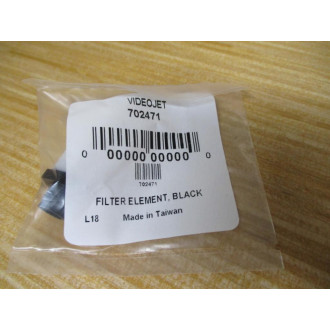 VIDEOJET
702471
0 00000 00000 0
702471
FILTER ELEMENT, BLACK
L18 Made in Taiwan